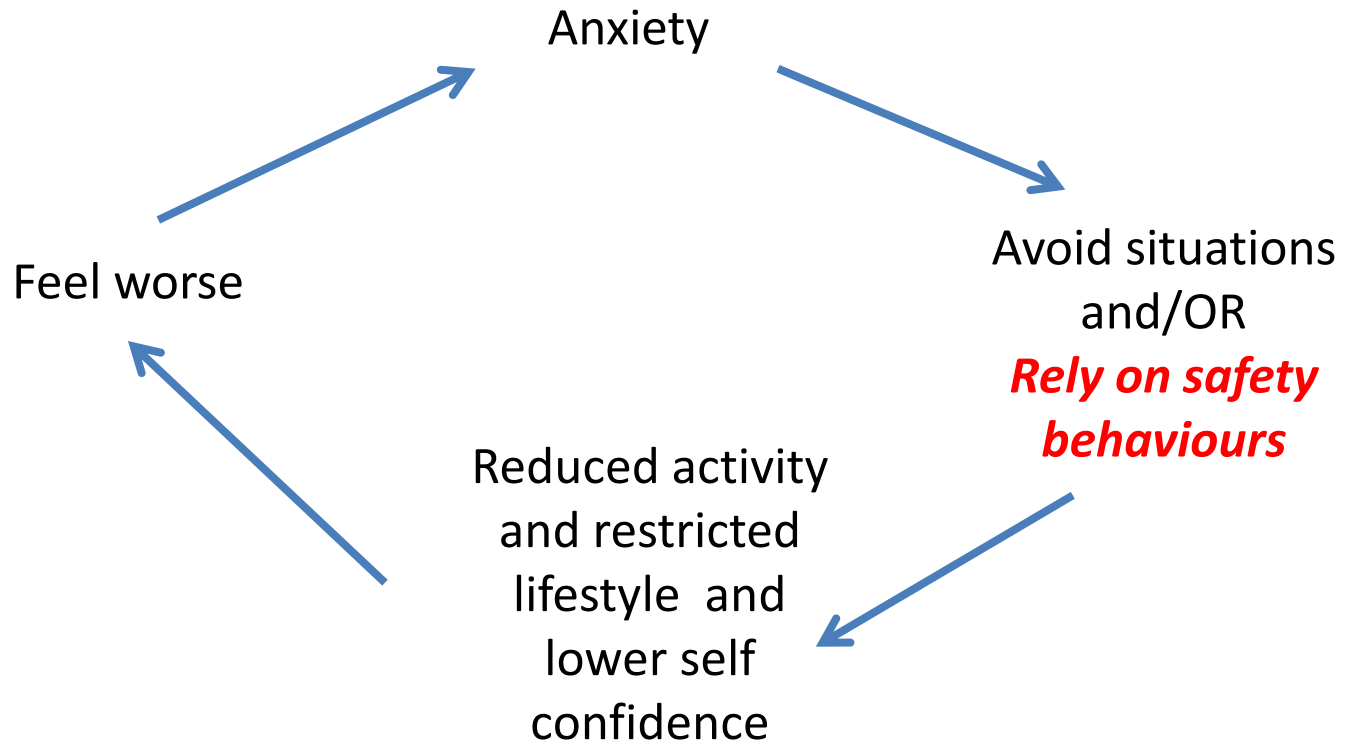 Anxiety
Avoid situations
and/OR
Rely on safety
behaviours
Reduced activity
and restricted
lifestyle  and
lower self
confidence
Feel worse